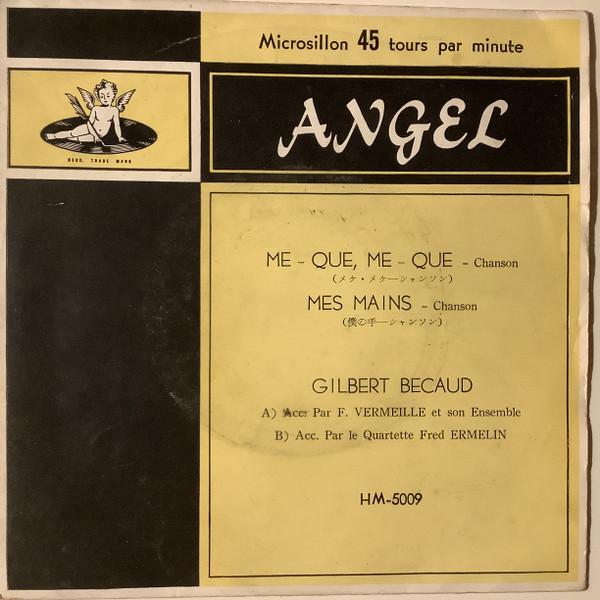 Microsillon 45 tours par minute
REGD. TRADE MARK
ANGEL
ME - QUE, ME - QUE - Chanson
(メケ・メケーシャンソン)
MES MAINS - Chanson
(僕の手ーシャンソン)
GILBERT BECAUD
A) Acc. Par F. VERMEILLE et son Ensemble
B) Acc. Par le Quartette Fred ERMELIN
HM-5009